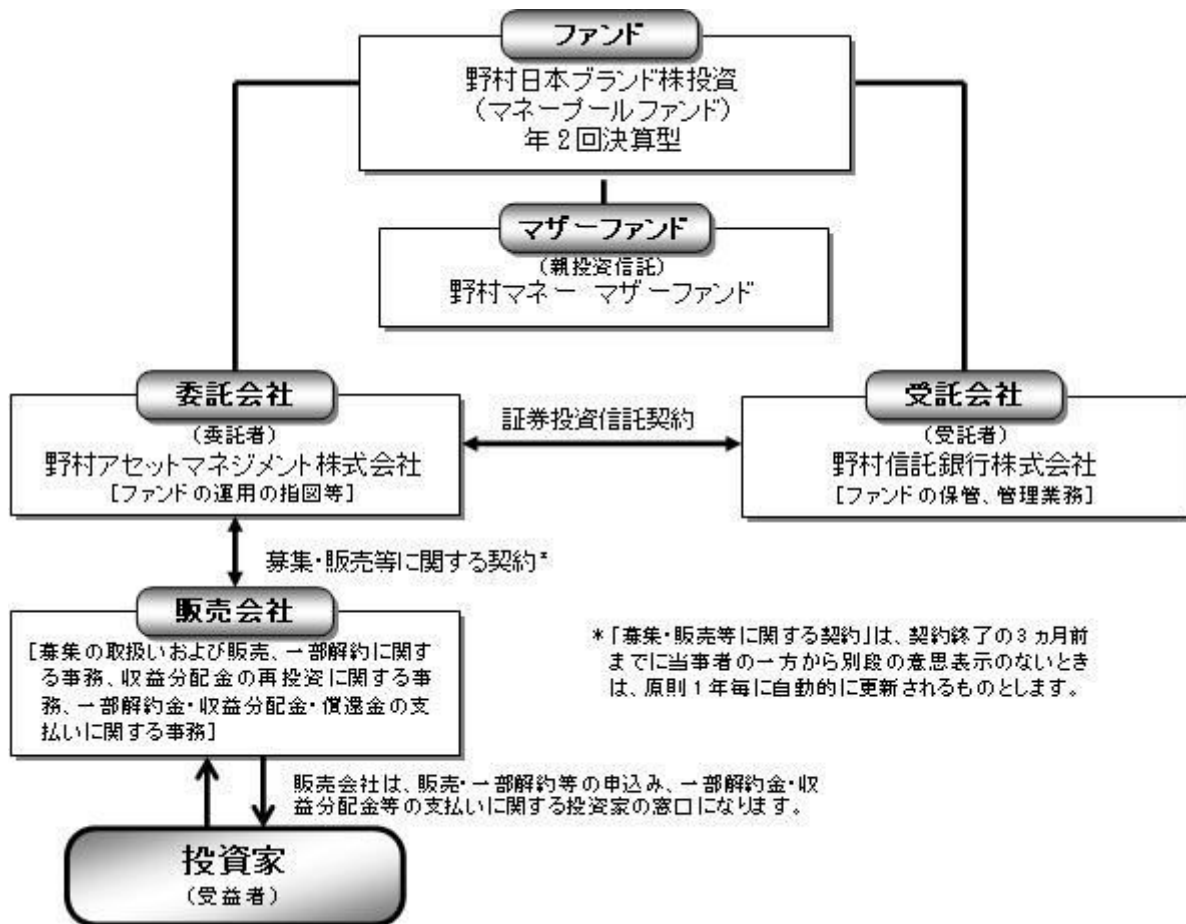 ファンド
野村日本ブランド株投資
(マネープールファンド)
年2回決算型
マザーファンド
(親投資信託)
野村マネー マザーファンド
委託会社
(委託者)
野村アセットマネジメント株式会社
[ファンドの運用の指図等]
証券投資信託契約
受託会社
(受託者)
野村信託銀行株式会社
[ファンドの保管、管理業務]
募集・販売等に関する契約*
販売会社
[募集の取扱いおよび販売、一部解約に関す
る事務、収益分配金の再投資に関する事
務、一部解約金・収益分配金・償還金の支
払いに関する事務]
*「募集・販売等に関する契約」は、契約終了の3ヵ月前
までに当事者の一方から別段の意思表示のないとき
は、原則1年毎に自動的に更新されるものとします。
販売会社は、販売・一部解約等の申込み、一部解約金・収
益分配金等の支払いに関する投資家の窓口になります。
投資家
(受益者)